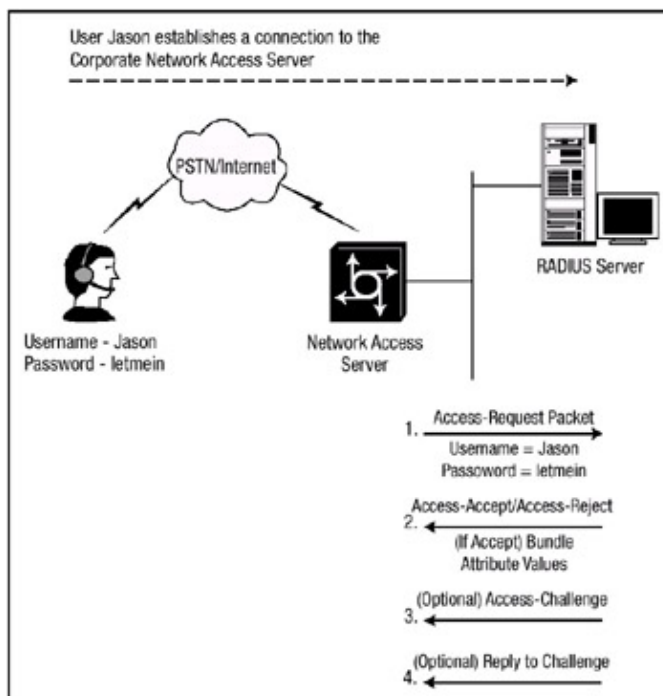 User Jason establishes a connection to the
Corporate Network Access Server
PSTN/Internet
RADIUS Server
Username - Jason
Password - letmein
Network Access
Server
1. Access-Request Packet
Username = Jason
Passoword = letmein
2. Access-Accept/Access-Reject
(If Accept) Bundle
Attribute Values
3. (Optional) Access-Challenge
4. (Optional) Reply to Challenge